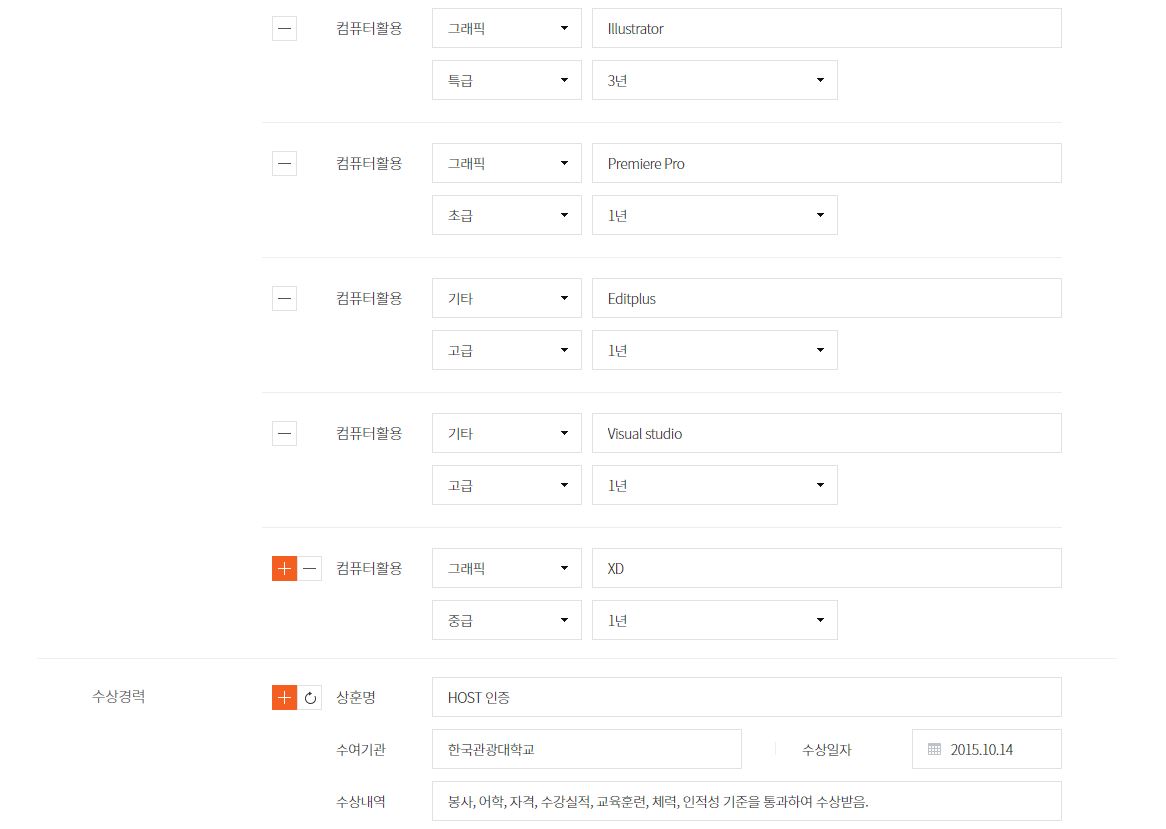 컴퓨터활용 그래픽 Illustrator
특급 3년
컴퓨터활용 그래픽 Premiere Pro
초급 1년
컴퓨터활용 기타 Editplus
고급 1년
컴퓨터활용 기타 Visual studio
고급 1년
컴퓨터활용 그래픽 XD
중급 1년
수상경력 상훈명 HOST 인증
수여기관 한국관광대학교 수상일자 2015.10.14
수상내역 봉사, 어학, 자격, 수강실적, 교육훈련, 체력, 인적성 기준을 통과하여 수상받음.